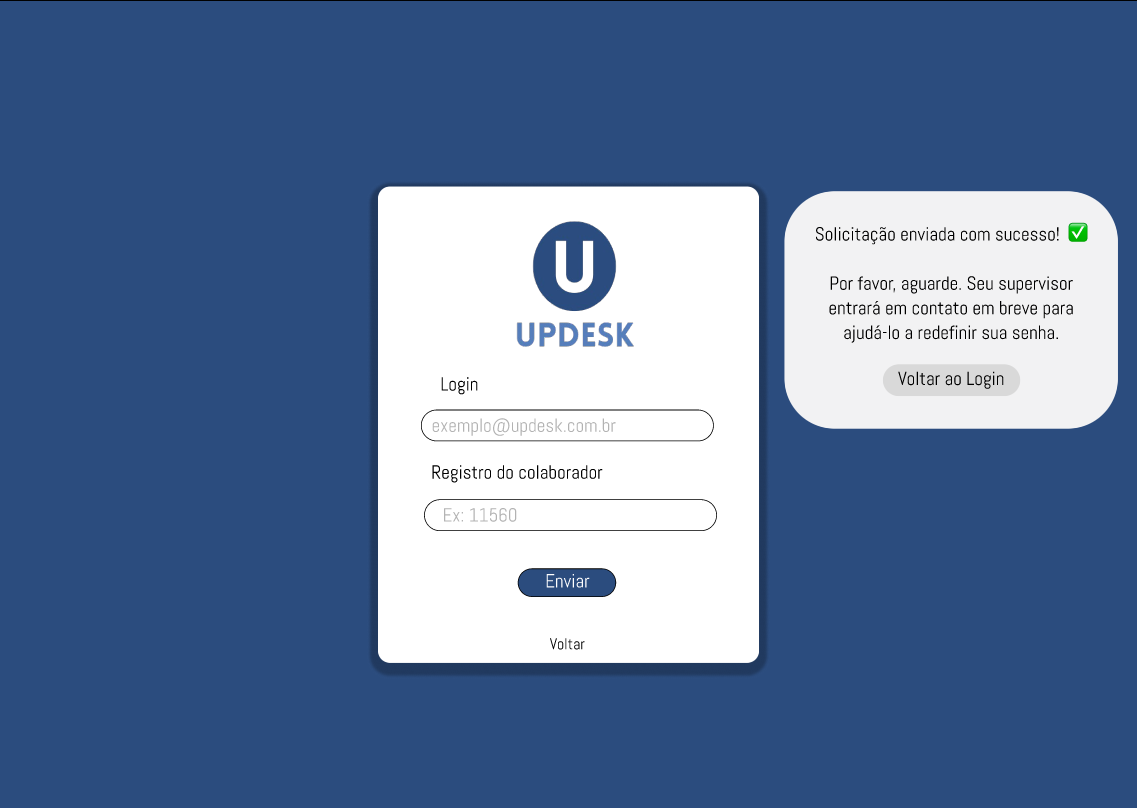 U
UPDESK
Login
exemplo@updesk.com.br
Registro do colaborador
Ex: 11560
Enviar
Voltar
Solicitação enviada com sucesso! ✅
Por favor, aguarde. Seu supervisor
entrará em contato em breve para
ajudá-lo a redefinir sua senha.
Voltar ao Login